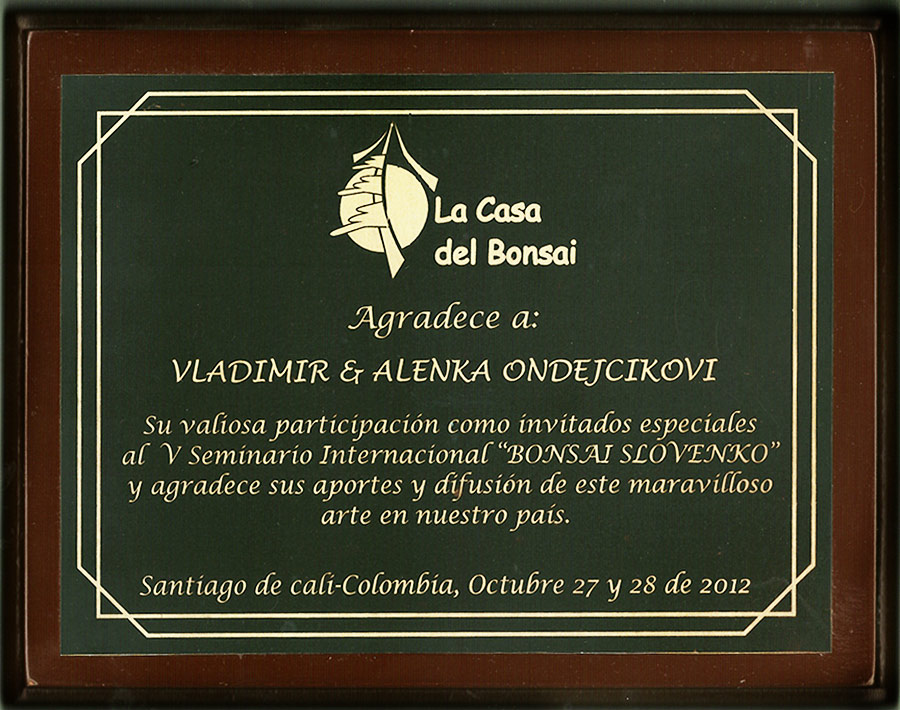 La Casa
del Bonsai
Agradece a:
VLADIMIR & ALENKA ONDEJCIKOVI
Su valiosa participación como invitados especiales
al V Seminario Internacional “BONSAI SLOVENKO”
y agradece sus aportes y difusión de este maravilloso
arte en nuestro país.
Santiago de cali-Colombia, Octubre 27 y 28 de 2012